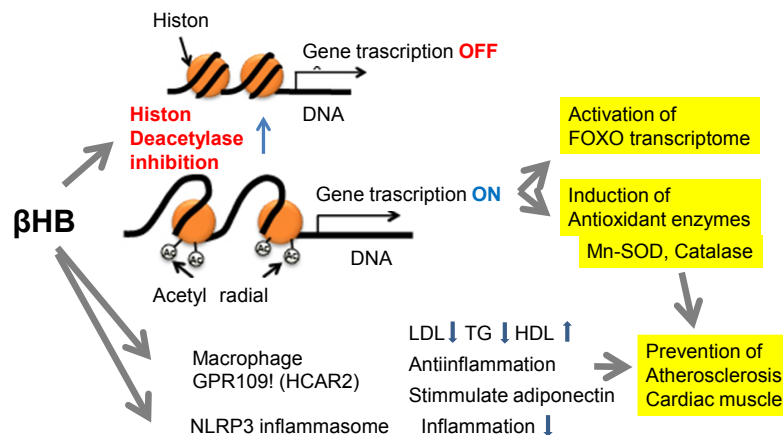 Histon
Gene trascription OFF
DNA
Histon
Deacetylase
inhibition
Activation of
FOXO transcriptome
βHB
Gene trascription ON
Induction of
Antioxidant enzymes
Mn-SOD, Catalase
Ac
Ac
Ac
Ac
DNA
Acetyl radial
LDL TG HDL
Macrophage
GPR109! (HCAR2)
Antiinflammation
Stimmulate adiponectin
Prevention of
Atherosclerosis
Cardiac muscle
NLRP3 inflammasome
Inflammation